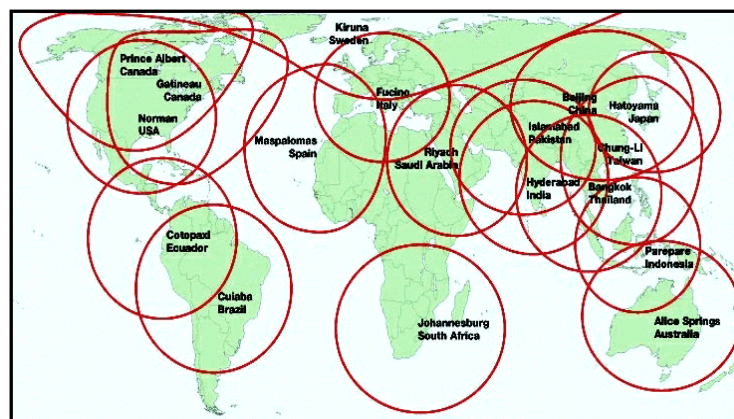 Kiruna
Sweden
Prince Albert
Canada
Gatineau
Canada
Norman
USA
Fucino
Italy
Maspalomas
Spain
Riyadh
Saudi Arabia
Beijing
China
Hatoyama
Japan
Islamabad
Pakistan
Chung-Li
Taiwan
Hyderabad
India
Bangkok
Thailand
Cotopaxi
Ecuador
Cuiaba
Brazil
Parepare
Indonesia
Johannesburg
South Africa
Alice Springs
Australia